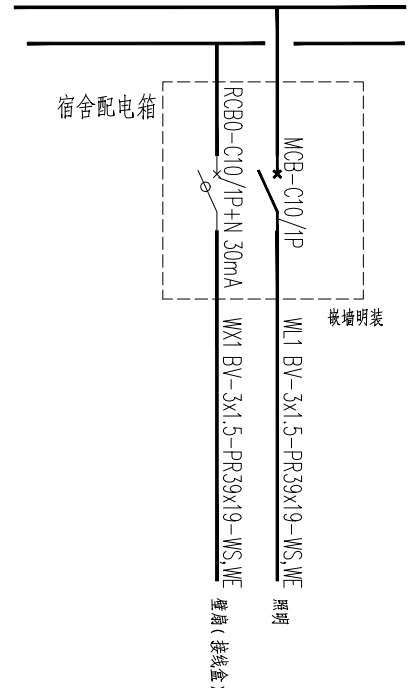 宿舍配电箱
RCBO-C10/1P+N 30mA
MCB-C10/1P
嵌墙明装
WX1 BV-3x1.5-PR39x19-WS,WE
WL1 BV-3x1.5-PR39x19-WS,WE
壁扇(接线盒)
照明